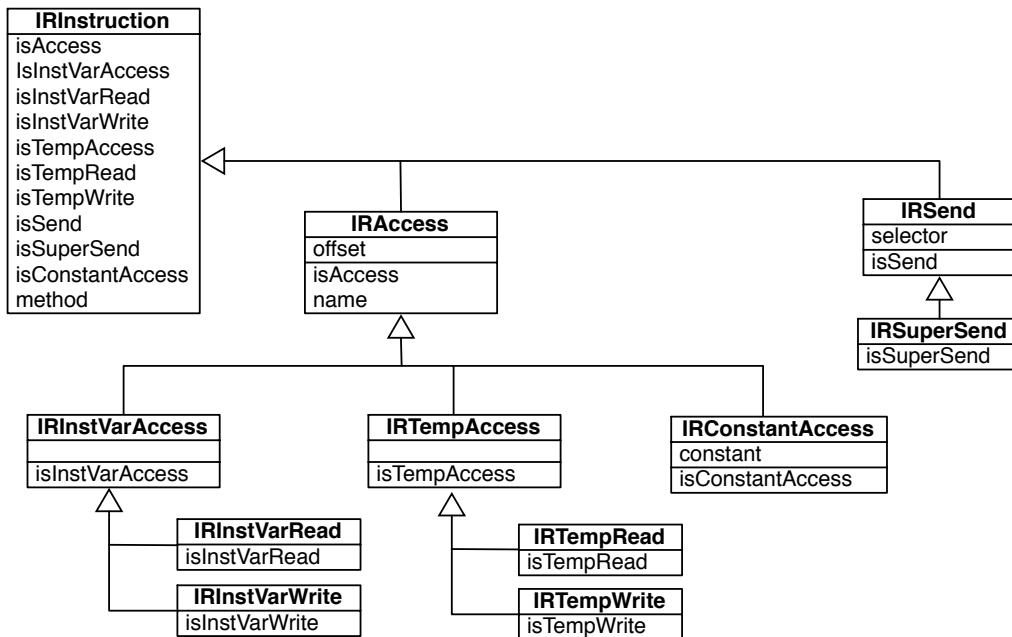 IRInstruction
isAccess
IsInstVarAccess
isInstVarRead
isInstVarWrite
isTempAccess
isTempRead
isTempWrite
isSend
isSuperSend
isConstantAccess
method
IRAccess
offset
isAccess
name
IRSend
selector
isSend
IRSuperSend
isSuperSend
IRInstVarAccess
isInstVarAccess
IRTempAccess
isTempAccess
IRConstantAccess
constant
isConstantAccess
IRInstVarRead
isInstVarRead
IRInstVarWrite
isInstVarWrite
IRTempRead
isTempRead
IRTempWrite
isTempWrite